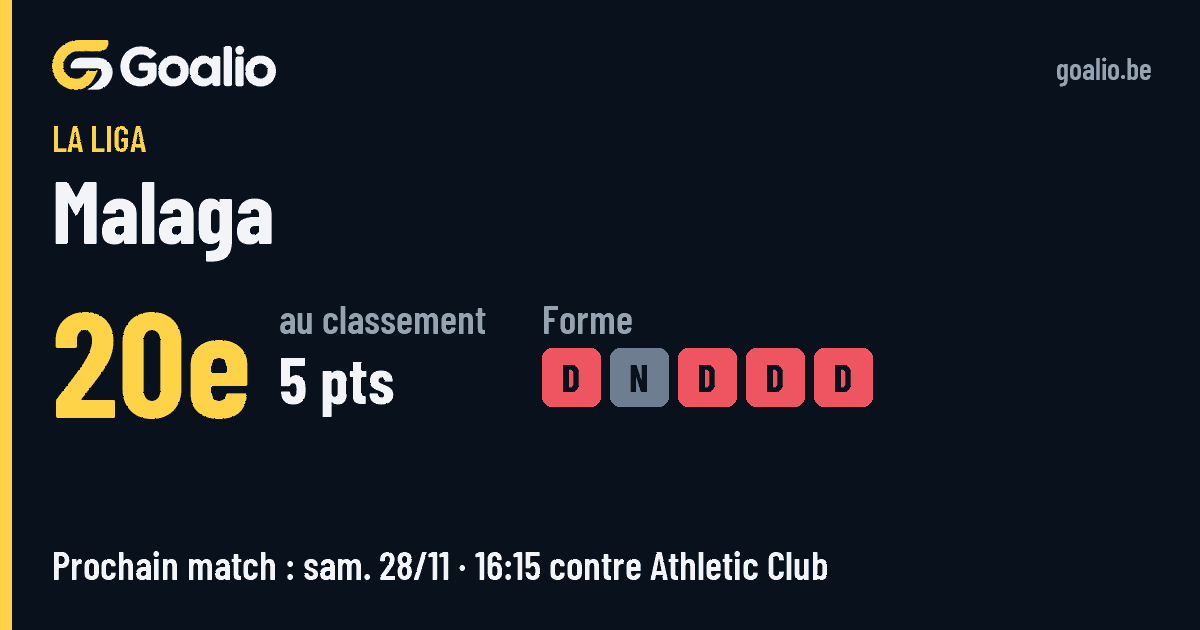 Goalio
goalio.be
LA LIGA
Malaga
20e
au classement
5 pts
Forme
D N D D D
Prochain match : sam. 28/11 · 16:15 contre Athletic Club